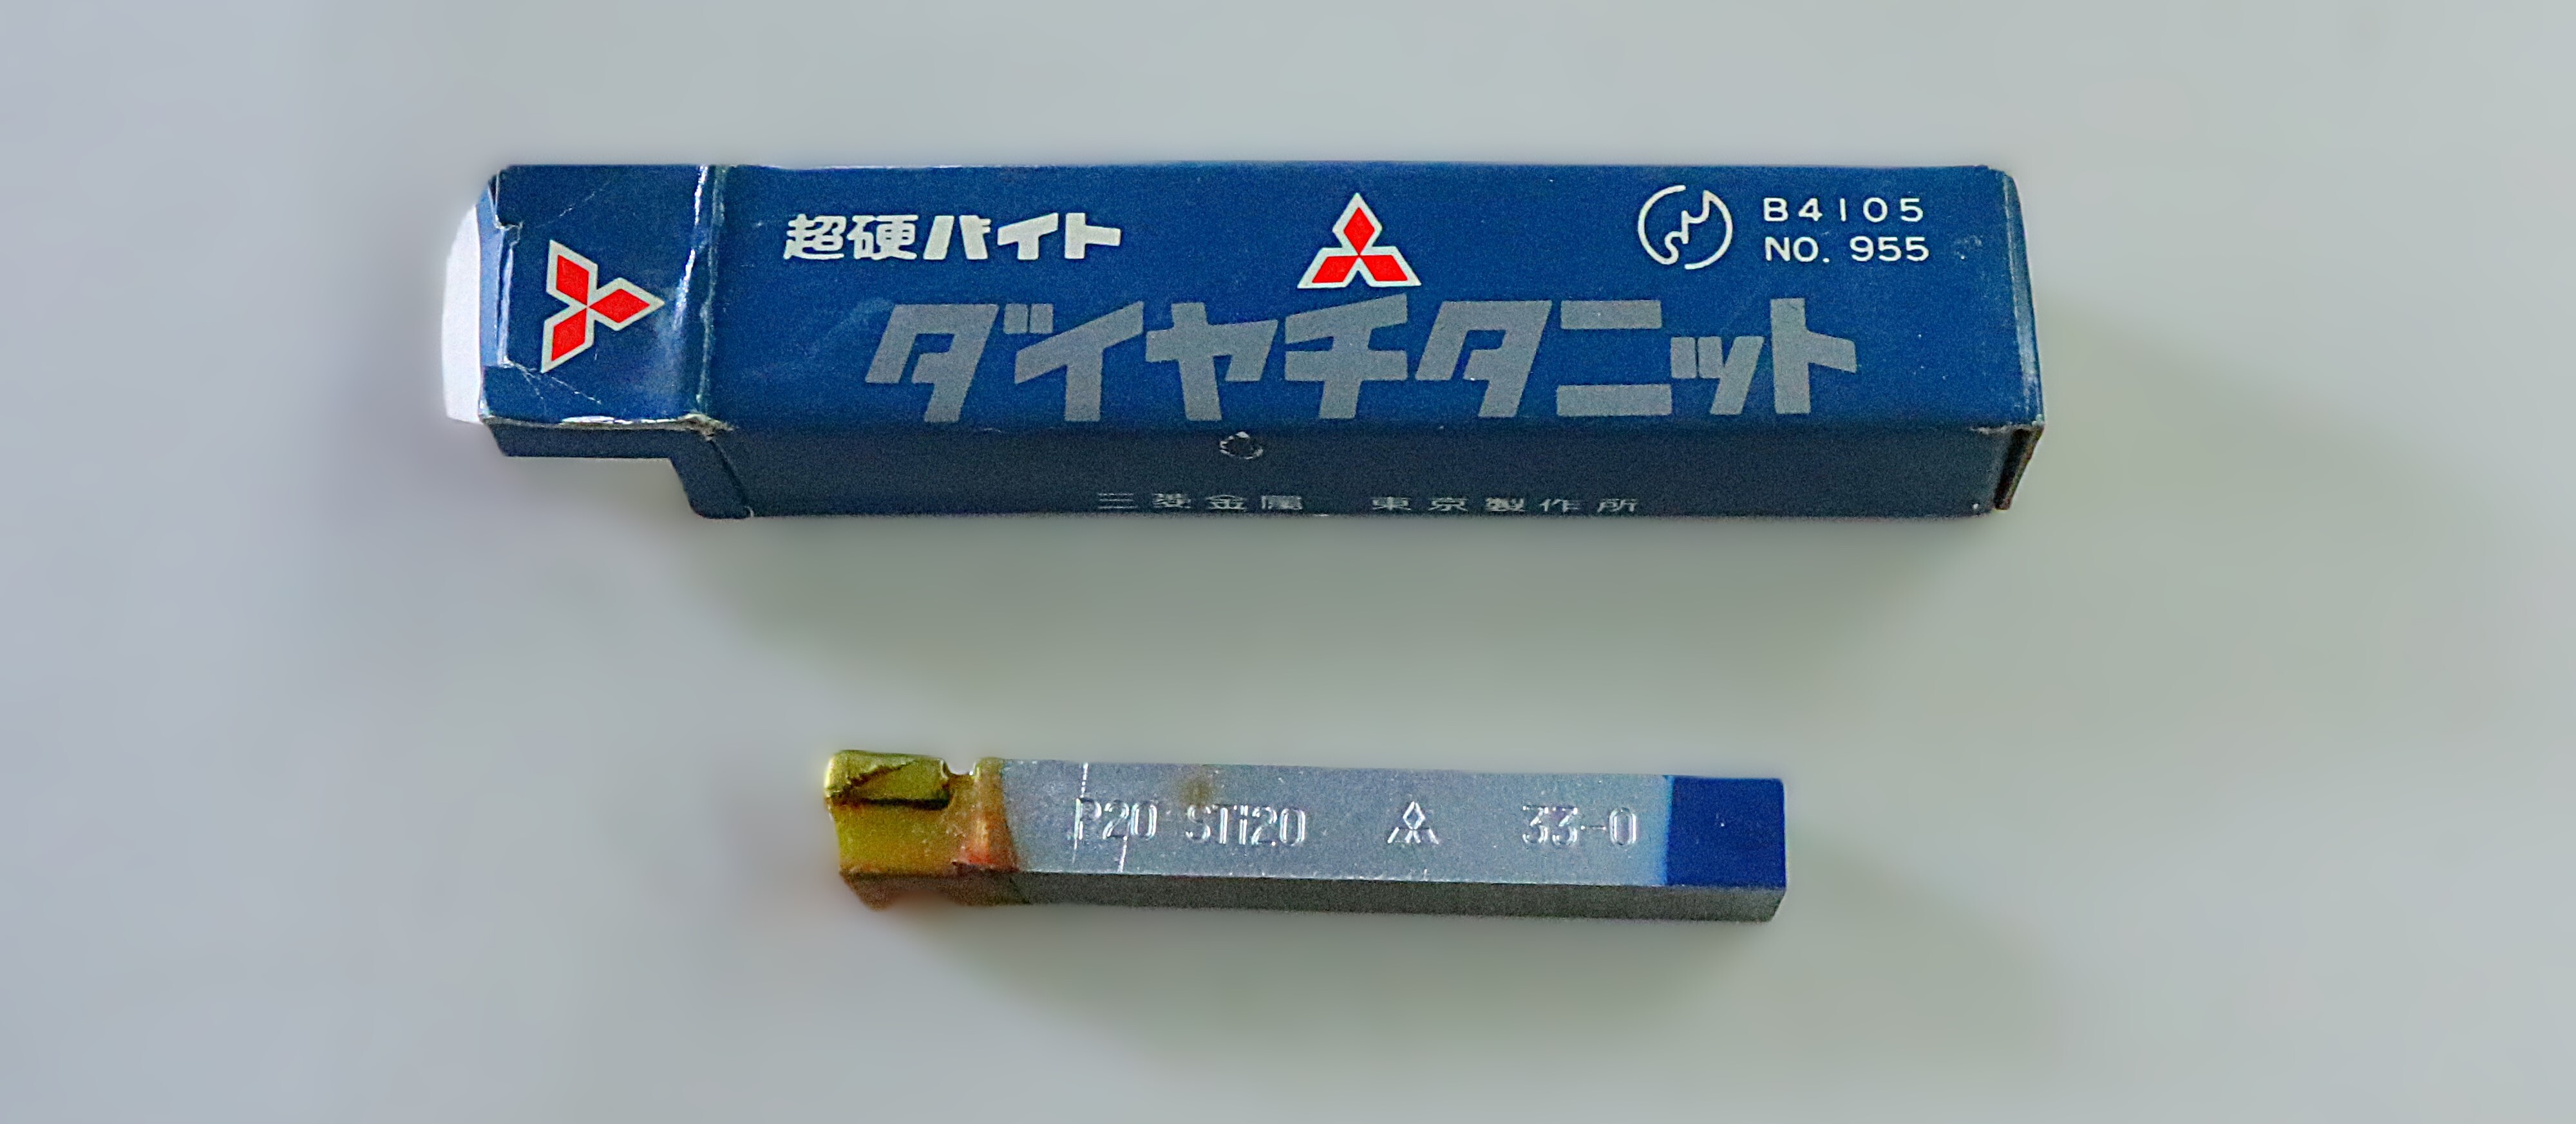 超硬バイト
B4105
NO. 955
ダイヤチタニット
三菱金属 東京製作所
P20 STi20 33-0